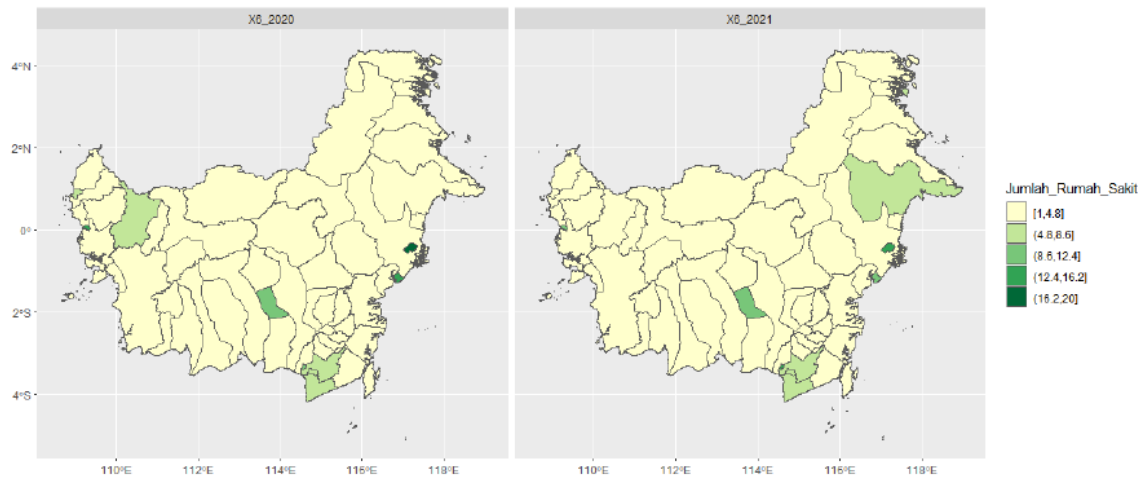 X6_2020
X6_2021
4°N
2°N
0°
2°S
4°S
110°E 112°E 114°E 116°E 118°E
110°E 112°E 114°E 116°E 118°E
Jumlah_Rumah_Sakit
[1,4.8]
(4.8,8.6]
(8.6,12.4]
(12.4,16.2]
(16.2,20]